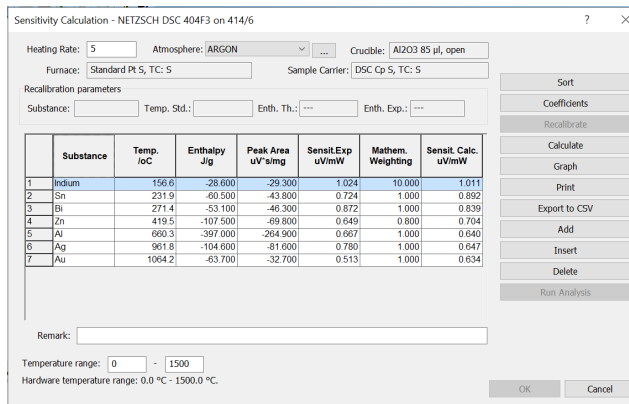 Sensitivity Calculation - NETZSCH DSC 404F3 on 414/6
? ×
Heating Rate: 5 Atmosphere: ARGON ... Crucible: Al2O3 85 µl, open
Furnace: Standard Pt S, TC: S Sample Carrier: DSC Cp S, TC: S
Recalibration parameters
Substance: Temp. Std.: Enth. Th.: --- Enth. Exp.: ---
Substance Temp. /oC Enthalpy J/g Peak Area uV*s/mg Sensit.Exp uV/mW Mathem. Weighting Sensit. Calc. uV/mW
1 Indium 156.6 -28.600 -29.300 1.024 10.000 1.011
2 Sn 231.9 -60.500 -43.800 0.724 1.000 0.892
3 Bi 271.4 -53.100 -46.300 0.872 1.000 0.839
4 Zn 419.5 -107.500 -69.800 0.649 0.800 0.704
5 Al 660.3 -397.000 -264.900 0.667 1.000 0.640
6 Ag 961.8 -104.600 -81.600 0.780 1.000 0.647
7 Au 1064.2 -63.700 -32.700 0.513 1.000 0.634
Sort
Coefficients
Recalibrate
Calculate
Graph
Print
Export to CSV
Add
Insert
Delete
Run Analysis
Remark:
Temperature range: 0 - 1500
Hardware temperature range: 0.0 ºC - 1500.0 ºC.
OK Cancel